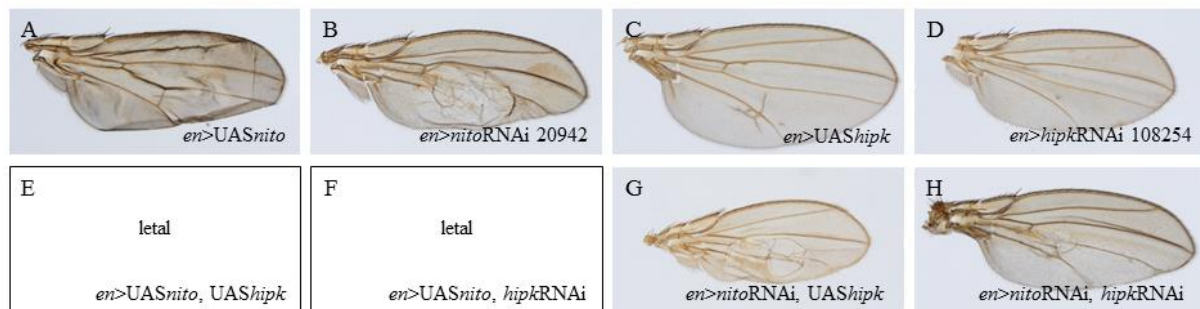 A
en>UASnito
B
en>nitoRNAi 20942
C
en>UAShipk
D
en>hipkRNAi 108254
E
letal
en>UASnito, UAShipk
F
letal
en>UASnito, hipkRNAi
G
en>nitoRNAi, UAShipk
H
en>nitoRNAi, hipkRNAi